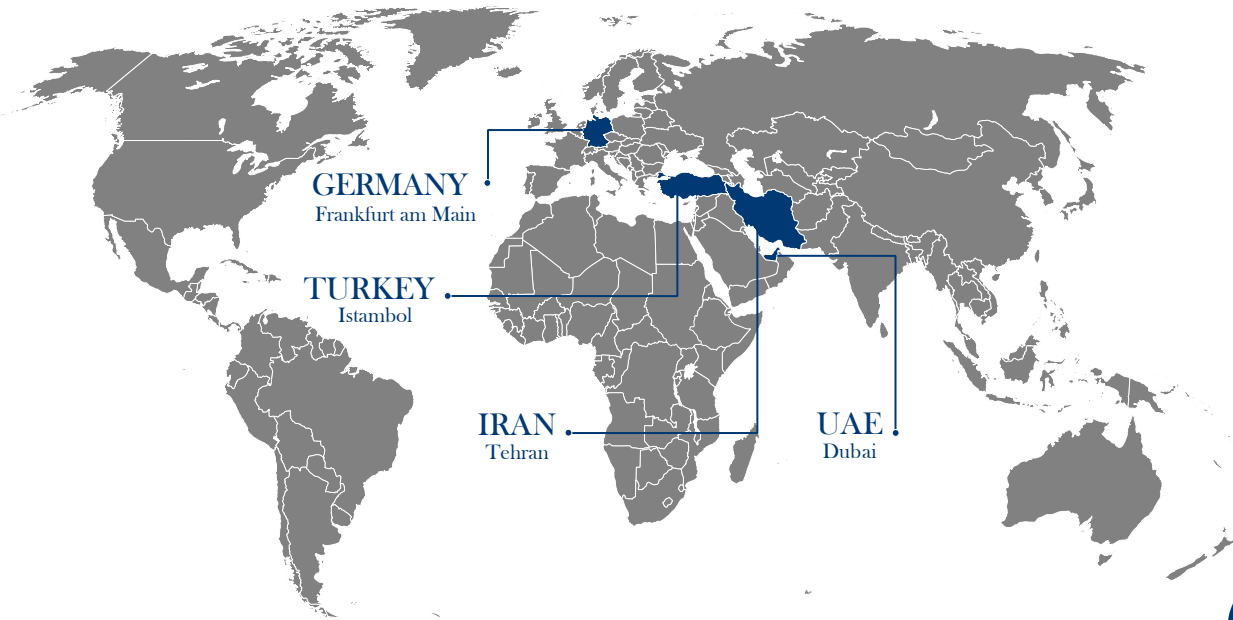 GERMANY
Frankfurt am Main
TURKEY
Istambol
IRAN
Tehran
UAE
Dubai